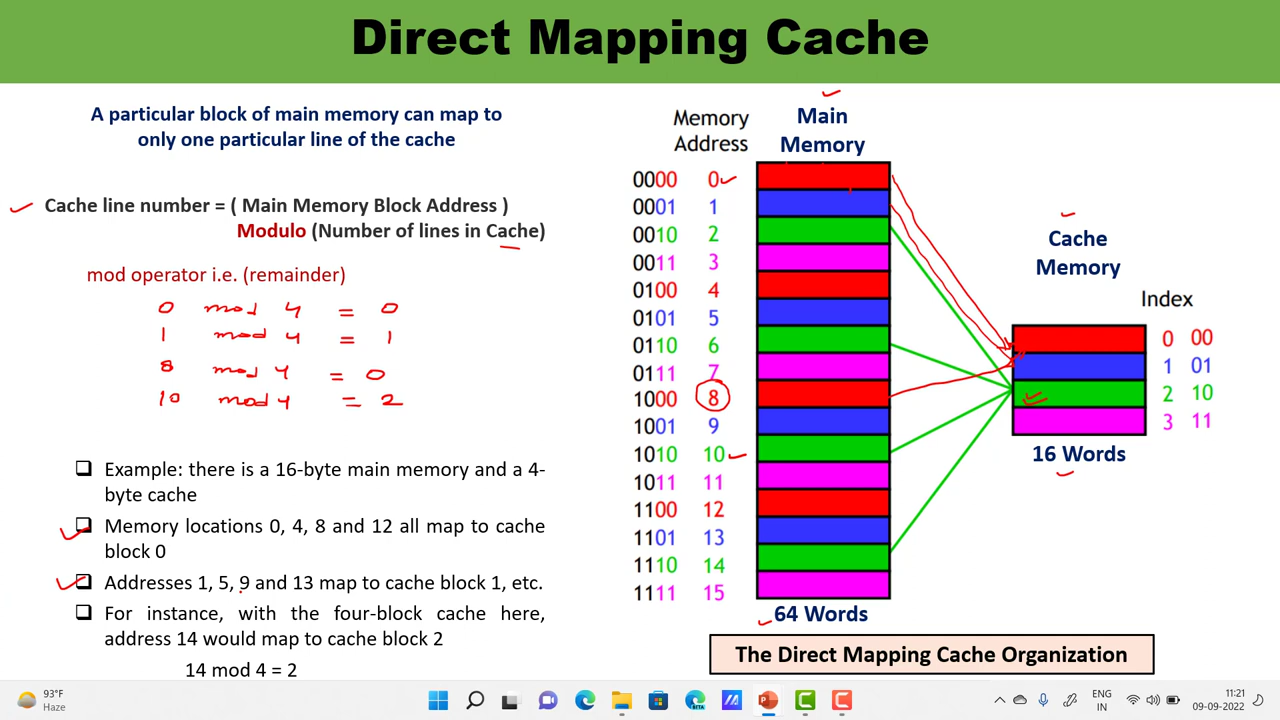 Direct Mapping Cache
A particular block of main memory can map to
only one particular line of the cache
Cache line number = ( Main Memory Block Address )
Modulo (Number of lines in Cache)
mod operator i.e. (remainder)
0 mod 4 = 0
1 mod 4 = 1
8 mod 4 = 0
10 mod 4 = 2
Example: there is a 16-byte main memory and a 4-
byte cache
Memory locations 0, 4, 8 and 12 all map to cache
block 0
Addresses 1, 5, 9 and 13 map to cache block 1, etc.
For instance, with the four-block cache here,
address 14 would map to cache block 2
14 mod 4 = 2
Memory
Address
Main
Memory
0000 0
0001 1
0010 2
0011 3
0100 4
0101 5
0110 6
0111 7
1000 8
1001 9
1010 10
1011 11
1100 12
1101 13
1110 14
1111 15
64 Words
Cache
Memory
Index
0 00
1 01
2 10
3 11
16 Words
The Direct Mapping Cache Organization
93°F
Haze
BETA
ENG
IN
11:21
09-09-2022